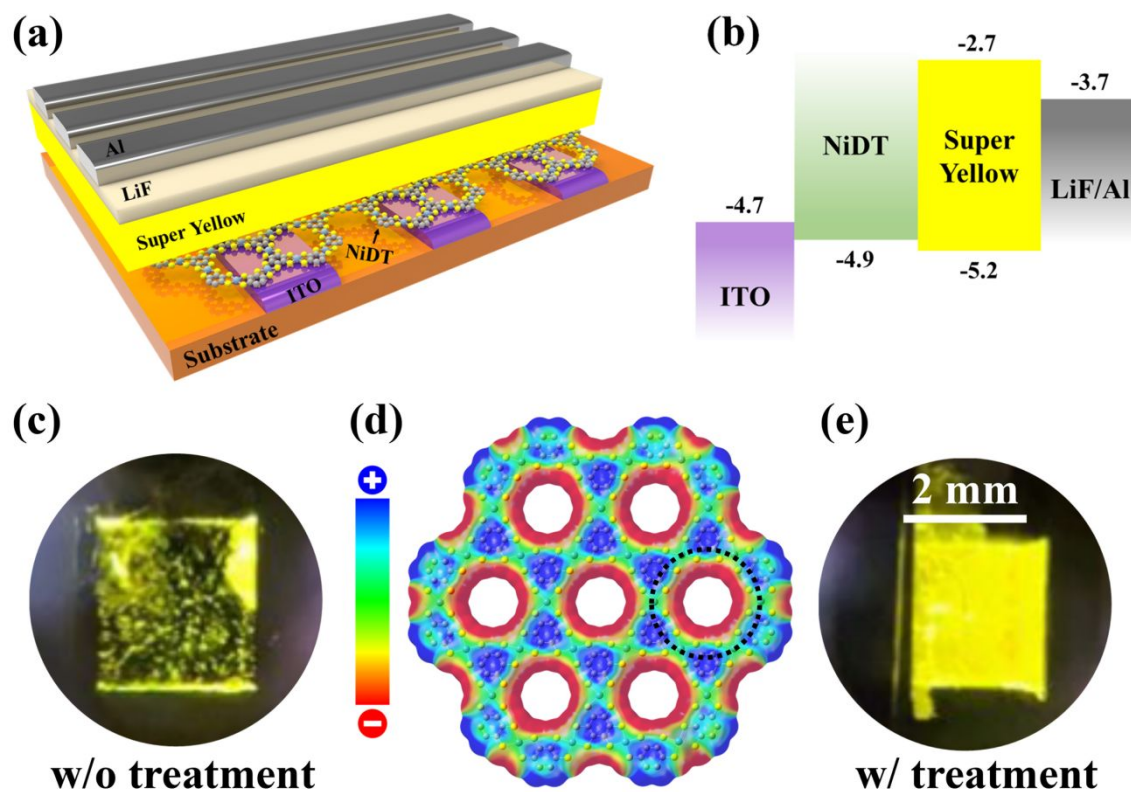 (a)
Al
LiF
Super Yellow
NiDT
ITO
Substrate
(b)
-2.7
-3.7
NiDT
Super
Yellow
LiF/Al
-4.7
-4.9
-5.2
ITO
(c)
w/o treatment
(d)
+
−
(e)
2 mm
w/ treatment